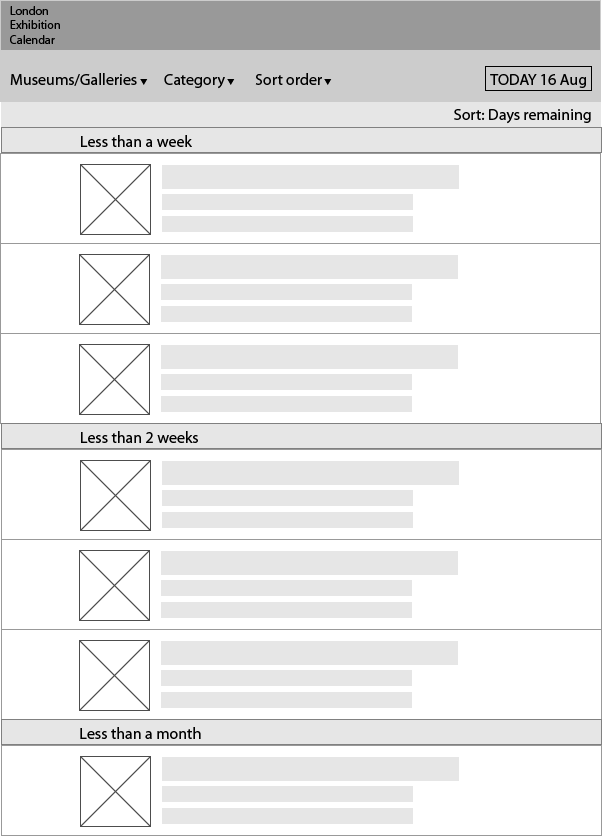 London
Exhibition
Calendar
Museums/Galleries ▾ Category ▾ Sort order ▾ TODAY 16 Aug
Sort: Days remaining
Less than a week
Less than 2 weeks
Less than a month